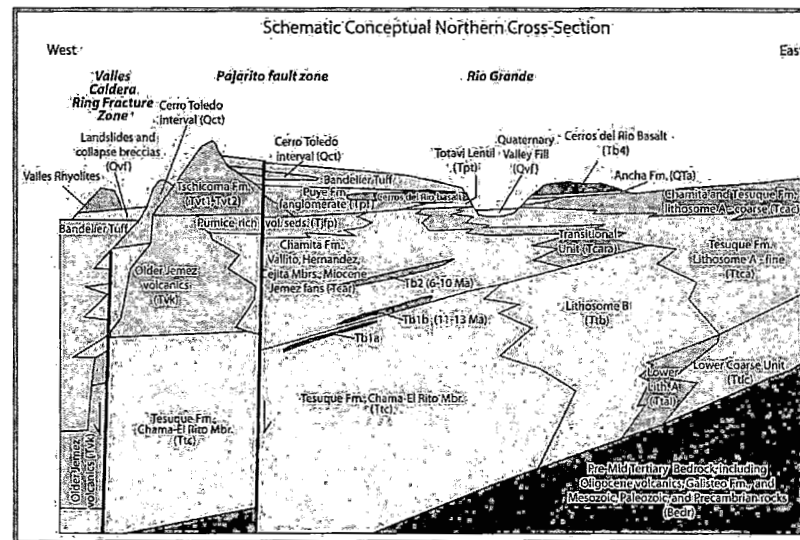 Schematic Conceptual Northern Cross-Section
West
East
Valles
Caldera
Ring Fracture
Zone
Pajarito fault zone
Rio Grande
Cerro Toledo
interval (Qct)
Landslides and
collapse breccias
(Qvf)
Valles Rhyolites
Cerro Toledo
interval (Qct)
Totavi Lentil
(Tpt)
Quaternary
Valley Fill
(Qvf)
Cerros del Rio Basalt
(Tb4)
Ancha Fm. (QTa)
Tschicoma Fm.
(Tvt1, Tvt2)
Bandelier Tuff
Puye Fm.
fanglomerate (Tpf)
Cerros del Rio basalt
Chamita and Tesuque Fm.
lithosome A - coarse (Tcac)
Bandelier Tuff
Pumice-rich vol. seds. (Tjfp)
Chamita Fm.
Vallito, Hernandez,
ejita Mbrs, Miocene
Jemez fans (Tcar)
Transitional
Unit (Tcara)
Tesuque Fm.
Lithosome A - fine
(Ttca)
Older Jemez
volcanics
(Tvk)
Tb2 (6-10 Ma)
Tb1b (11-13 Ma)
Tb1a
Lithosome B
(Ttb)
Lower
Lith. A
(Ttal)
Lower Coarse Unit
(Ttlc)
Tesuque Fm.
Chama-El Rito Mbr.
(Ttc)
Tesuque Fm. Chama-El Rito Mbr.
(Ttc)
Older Jemez
volcanics (Tvk)
Pre-Mid Tertiary Bedrock, including
Oligocene volcanics, Galisteo Fm., and
Mesozoic, Paleozoic, and Precambrian rocks
(Bedr)